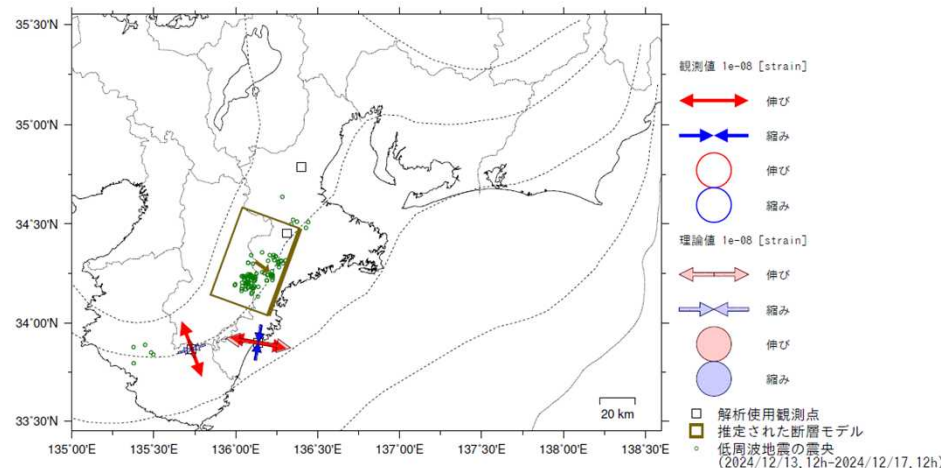 35°30'N
35°00'N
34°30'N
34°00'N
33°30'N
135°00'E
135°30'E
136°00'E
136°30'E
137°00'E
137°30'E
138°00'E
138°30'E
20 km
観測値 1e-08 [strain]
伸び
縮み
伸び
縮み
理論値 1e-08 [strain]
伸び
縮み
伸び
縮み
解析使用観測点
推定された断層モデル
低周波地震の震央
(2024/12/13.12h-2024/12/17.12h)